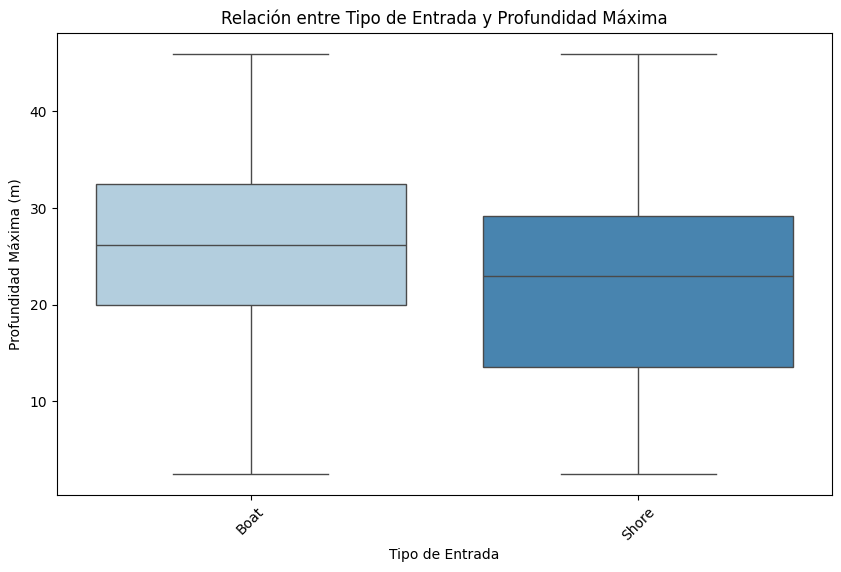 Relación entre Tipo de Entrada y Profundidad Máxima
Profundidad Máxima (m)
40
30
20
10
Boat
Shore
Tipo de Entrada